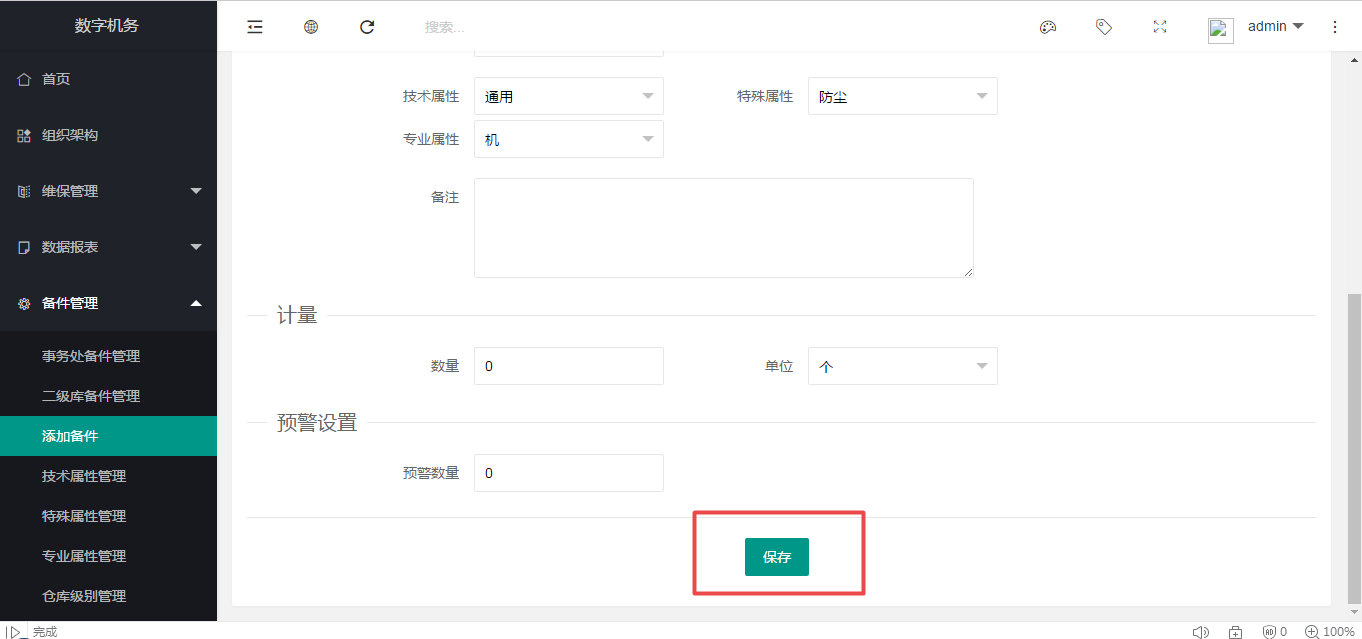 数字机务
搜索...
admin
首页
组织架构
维保管理
数据报表
备件管理
事务处备件管理
二级库备件管理
添加备件
技术属性管理
特殊属性管理
专业属性管理
仓库级别管理
技术属性 通用 特殊属性 防尘
专业属性 机
备注
计量
数量 0 单位 个
预警设置
预警数量 0
保存
完成 0 100%